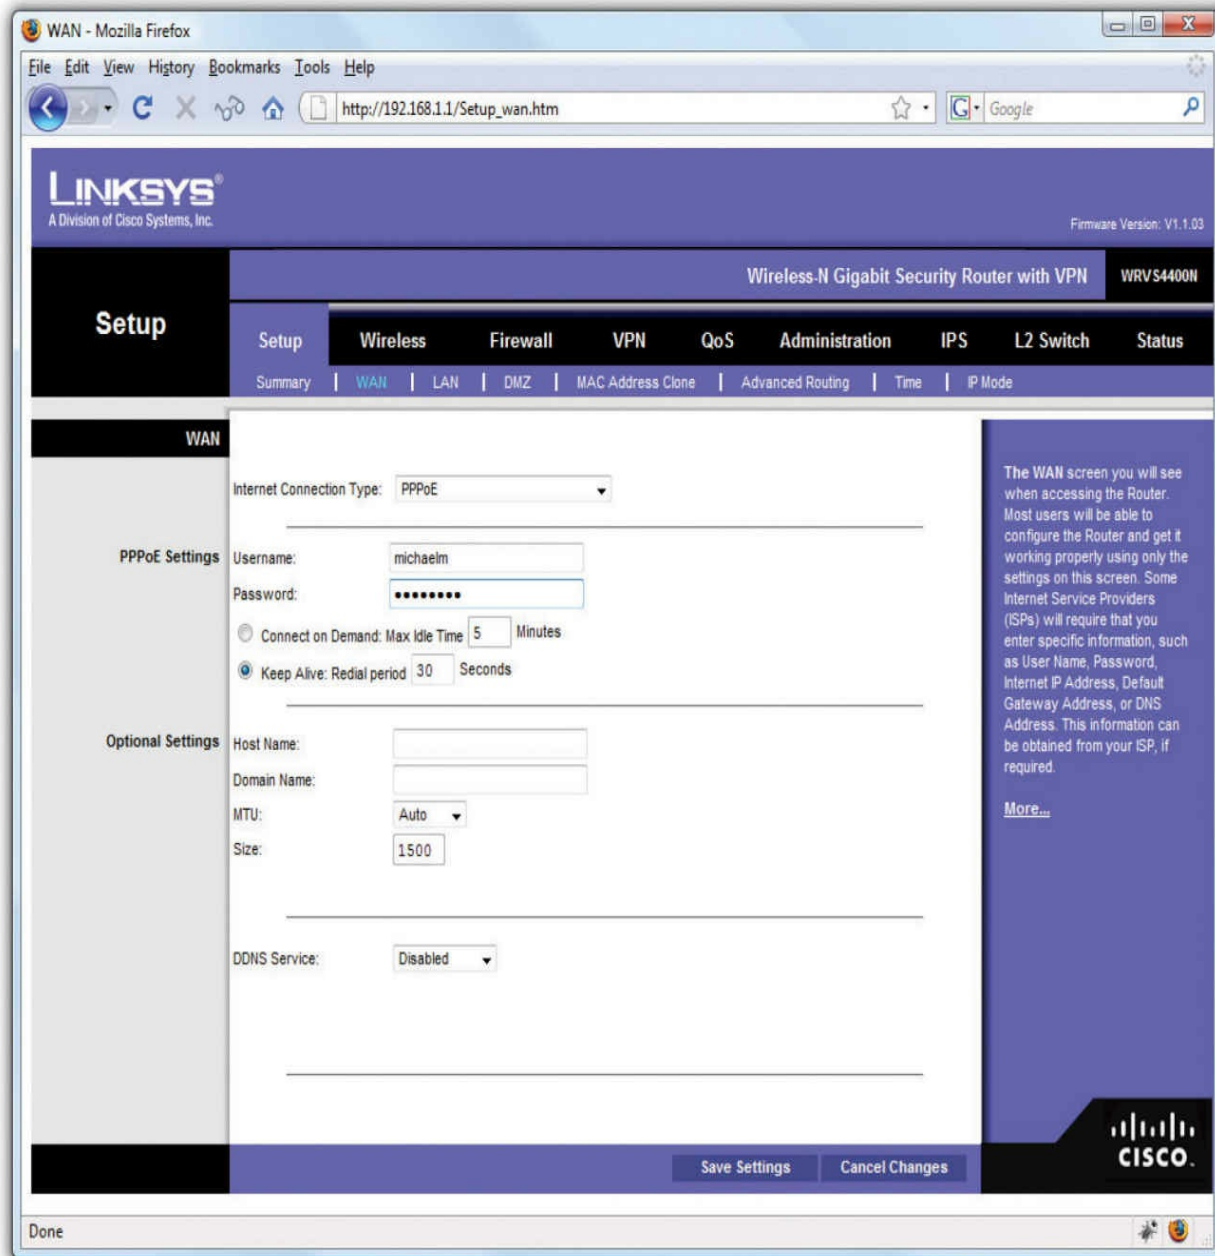 WAN - Mozilla Firefox
File Edit View History Bookmarks Tools Help
http://192.168.1.1/Setup_wan.htm
G Google
LINKSYS®
A Division of Cisco Systems, Inc.
Firmware Version: V1.1.03
Wireless-N Gigabit Security Router with VPN WRVS4400N
Setup
Setup Wireless Firewall VPN QoS Administration IPS L2 Switch Status
Summary | WAN | LAN | DMZ | MAC Address Clone | Advanced Routing | Time | IP Mode
WAN
Internet Connection Type: PPPoE
PPPoE Settings
Username: michaelm
Password: ••••••••
Connect on Demand: Max Idle Time 5 Minutes
Keep Alive: Redial period 30 Seconds
Optional Settings
Host Name:
Domain Name:
MTU: Auto
Size: 1500
DDNS Service: Disabled
The WAN screen you will see
when accessing the Router.
Most users will be able to
configure the Router and get it
working properly using only the
settings on this screen. Some
Internet Service Providers
(ISPs) will require that you
enter specific information, such
as User Name, Password,
Internet IP Address, Default
Gateway Address, or DNS
Address. This information can
be obtained from your ISP, if
required.
More...
Save Settings Cancel Changes
CISCO.
Done